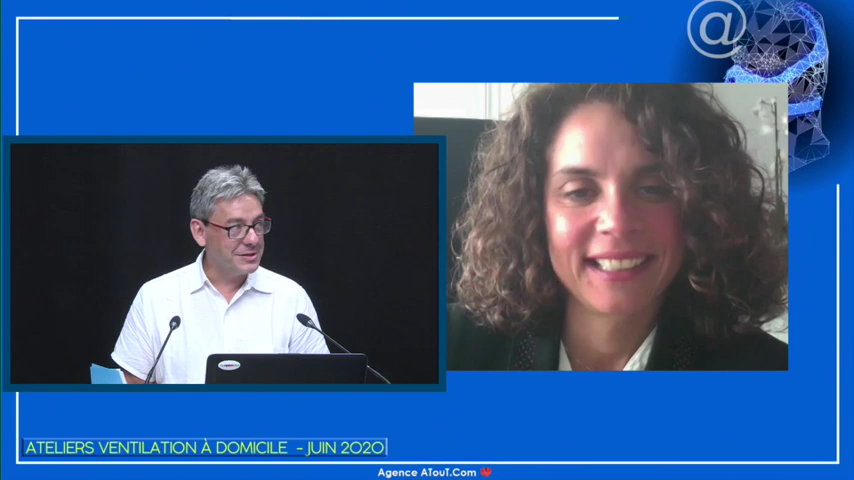 @
ATELIERS VENTILATION À DOMICILE - JUIN 2020
Agence ATouT.Com